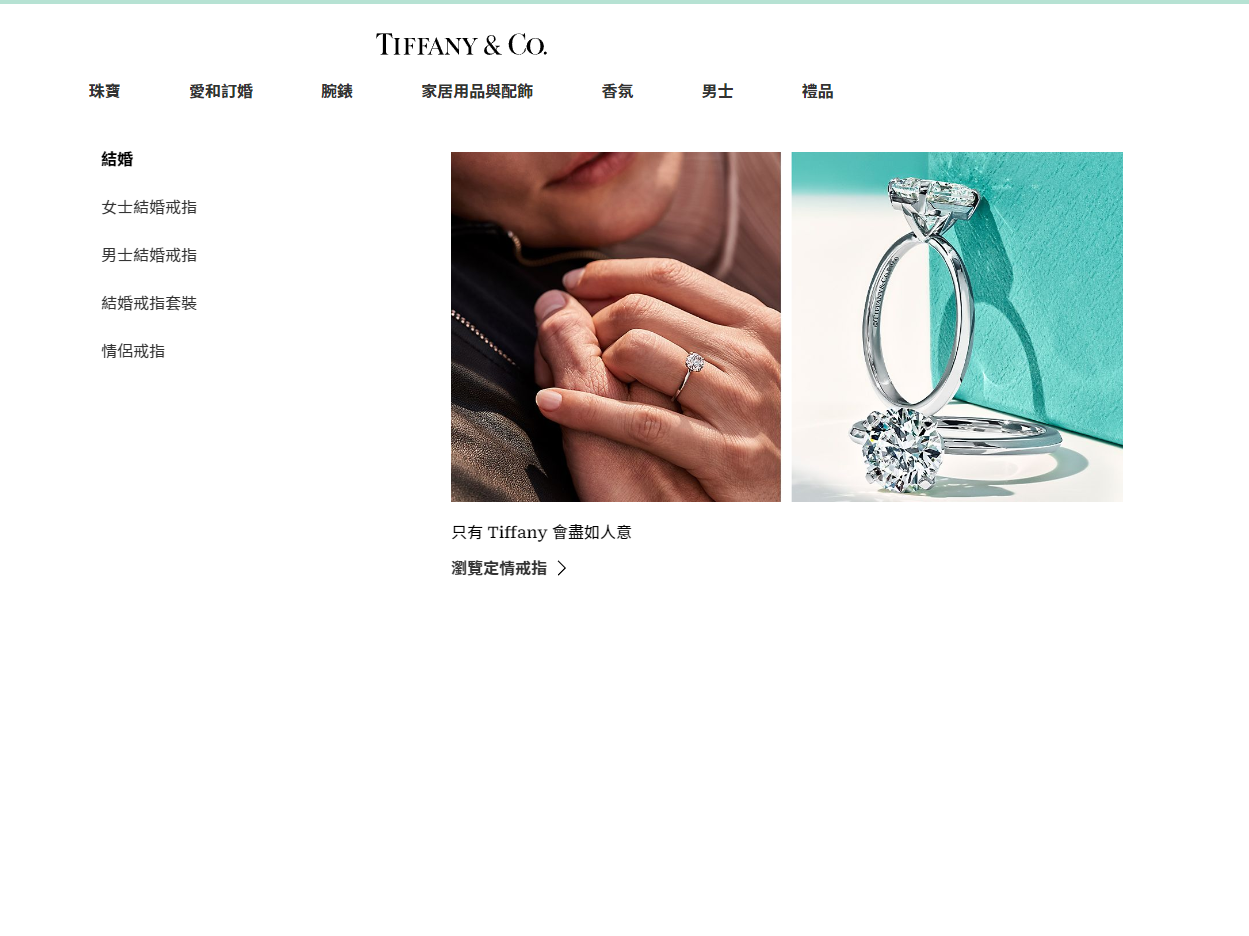 TIFFANY & CO.
珠寶 愛和訂婚 腕錶 家居用品與配飾 香氛 男士 禮品
結婚
女士結婚戒指
男士結婚戒指
結婚戒指套裝
情侶戒指
只有 Tiffany 會盡如人意
瀏覽定情戒指